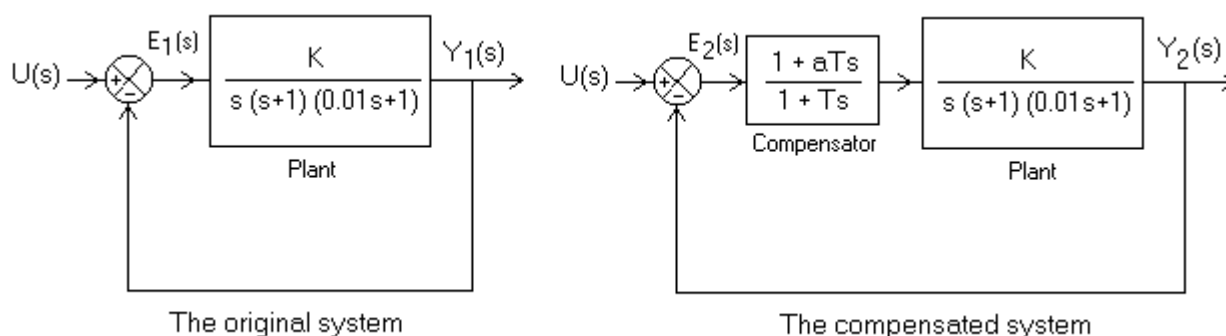 U(s)
+
−
E1(s)
K
s (s+1) (0.01s+1)
Plant
Y1(s)
The original system
U(s)
+
−
E2(s)
1 + aTs
1 + Ts
Compensator
K
s (s+1) (0.01s+1)
Plant
Y2(s)
The compensated system